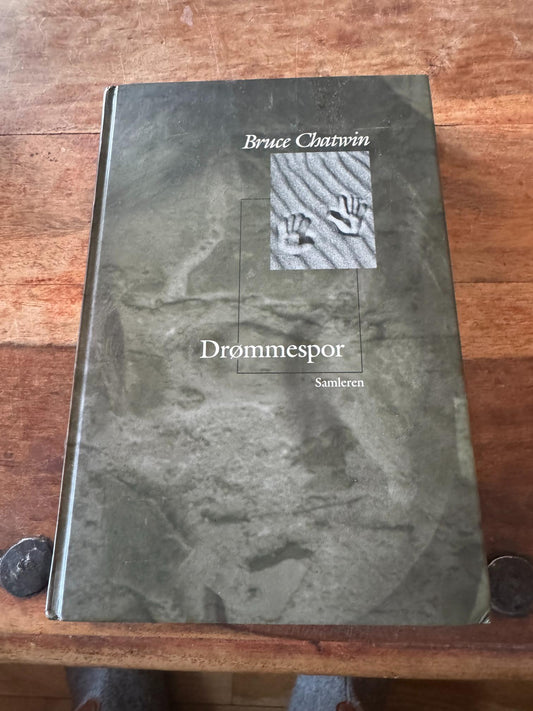 Bruce Chatwin
Drømmespor
Samleren